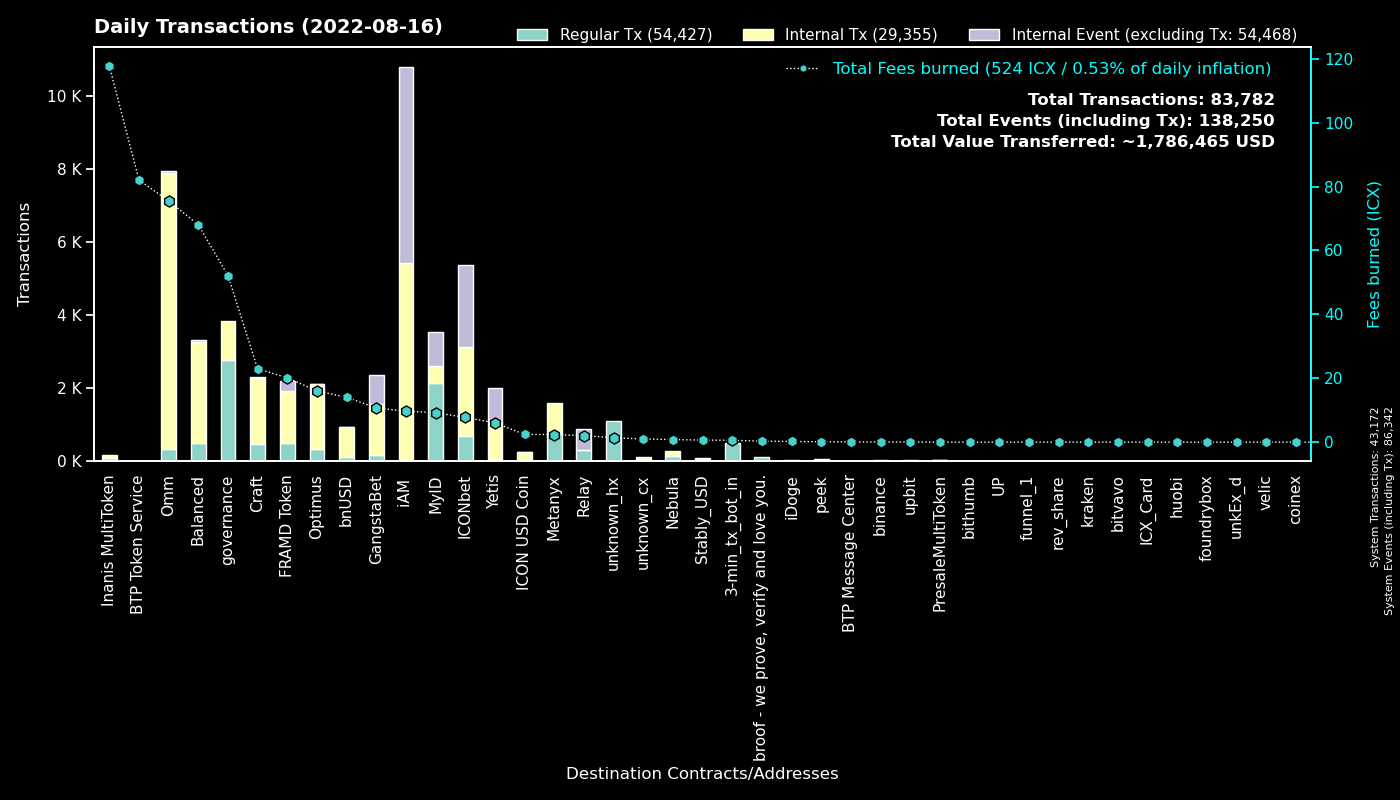 Daily Transactions (2022-08-16)
Regular Tx (54,427)
Internal Tx (29,355)
Internal Event (excluding Tx: 54,468)
Total Fees burned (524 ICX / 0.53% of daily inflation)
Total Transactions: 83,782
Total Events (including Tx): 138,250
Total Value Transferred: ~1,786,465 USD
Transactions
10 K
8 K
6 K
4 K
2 K
0 K
120
100
80
60
40
20
0
Fees burned (ICX)
System Transactions: 43,172
System Events (including Tx): 86,342
Inanis MultiToken
BTP Token Service
Omm
Balanced
governance
Craft
FRAMD Token
Optimus
bnUSD
GangstaBet
iAM
MyID
ICONbet
Yetis
ICON USD Coin
Metanyx
Relay
unknown_hx
unknown_cx
Nebula
Stably_USD
3-min_tx_bot_in
broof - we prove, verify and love you.
iDoge
peek
BTP Message Center
binance
upbit
PresaleMultiToken
bithumb
UP
funnel_1
rev_share
kraken
bitvavo
ICX_Card
huobi
foundrybox
unkEx_d
velic
coinex
Destination Contracts/Addresses